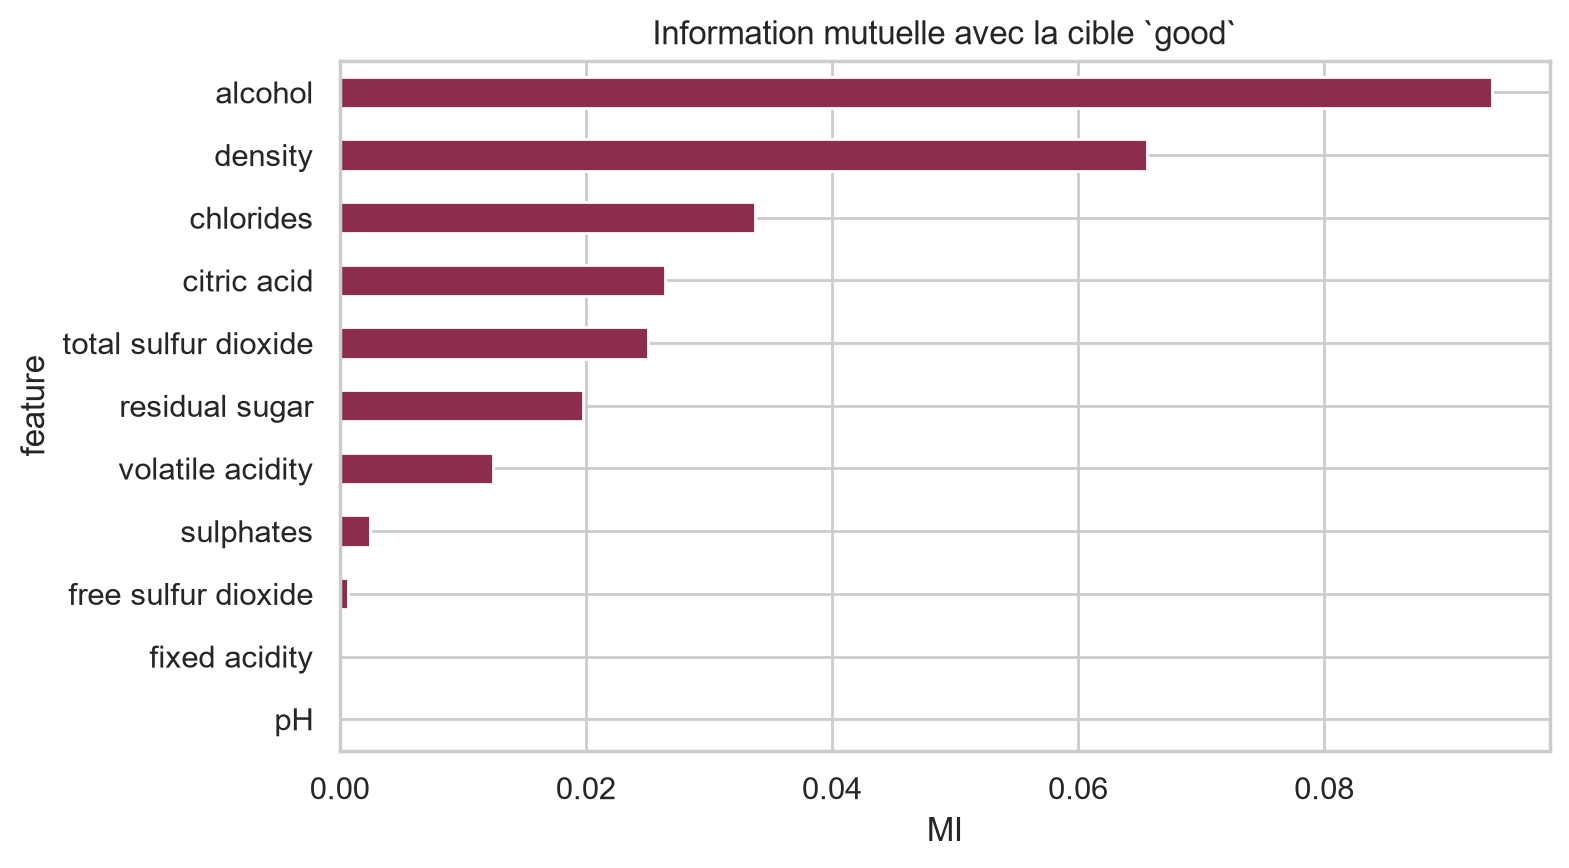 Information mutuelle avec la cible `good`
alcohol
density
chlorides
citric acid
total sulfur dioxide
residual sugar
volatile acidity
sulphates
free sulfur dioxide
fixed acidity
pH
feature
0.00 0.02 0.04 0.06 0.08
MI